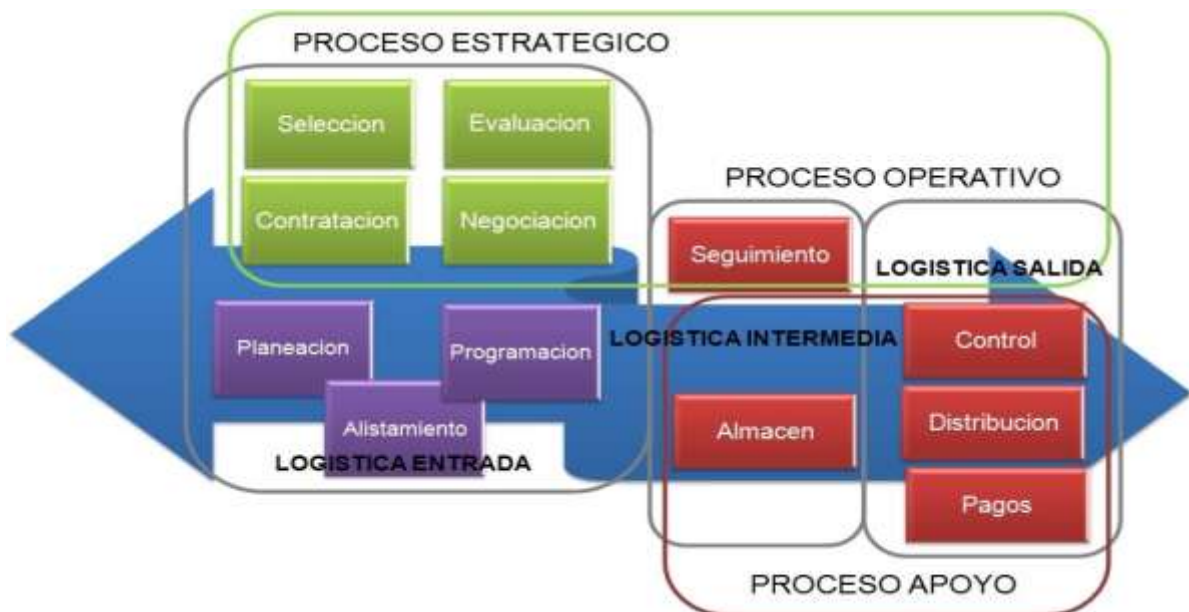 PROCESO ESTRATEGICO
Seleccion
Evaluacion
Contratacion
Negociacion
PROCESO OPERATIVO
Seguimiento
LOGISTICA SALIDA
Planeacion
Programacion
LOGISTICA INTERMEDIA
Control
Alistamiento
Almacen
Distribucion
LOGISTICA ENTRADA
Pagos
PROCESO APOYO